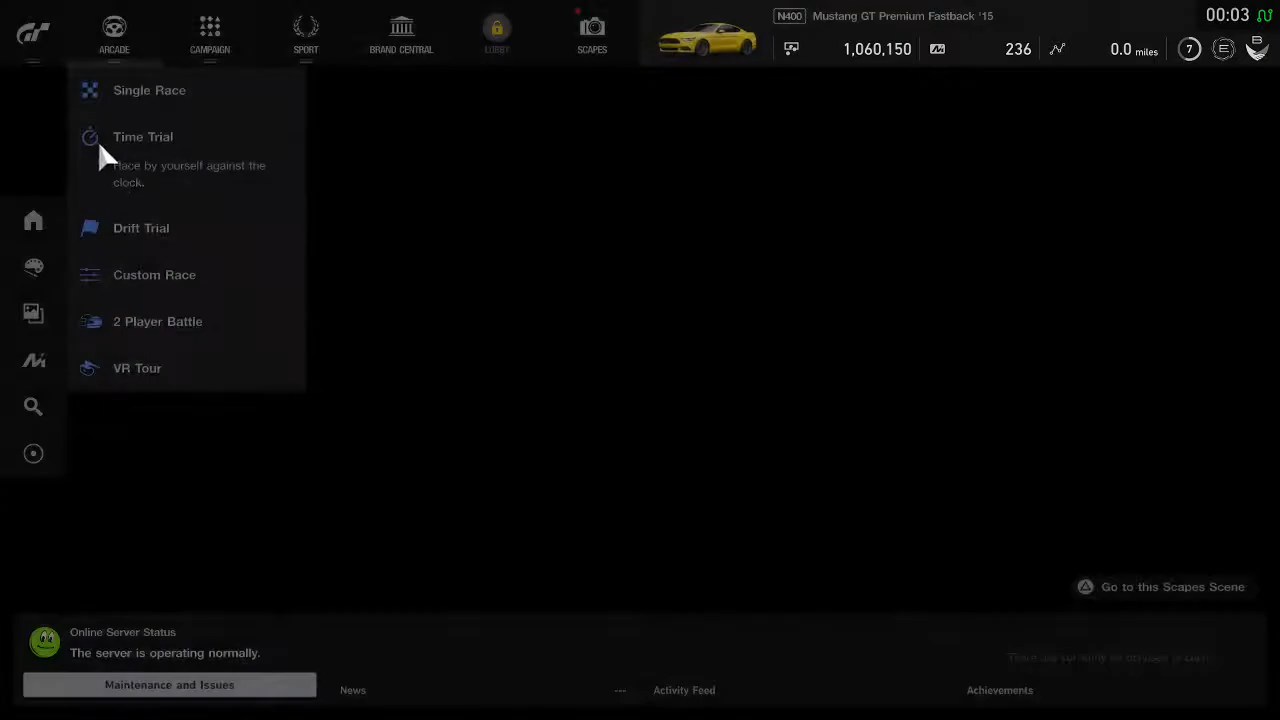 ARCADE
CAMPAIGN
SPORT
BRAND CENTRAL
LOBBY
SCAPES
N400 Mustang GT Premium Fastback '15
1,060,150
236
0.0 miles
00:03
7
E
B
Single Race
Time Trial
Race by yourself against the
clock.
Drift Trial
Custom Race
2 Player Battle
VR Tour
Go to this Scapes Scene
Online Server Status
The server is operating normally.
Maintenance and Issues
News
---
Activity Feed
Achievements